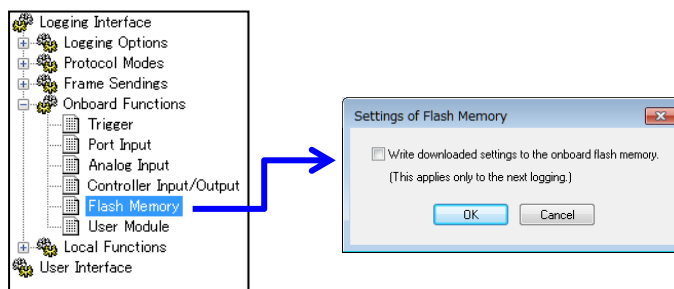 Logging Interface
Logging Options
Protocol Modes
Frame Sendings
Onboard Functions
Trigger
Port Input
Analog Input
Controller Input/Output
Flash Memory
User Module
Local Functions
User Interface
Settings of Flash Memory
Write downloaded settings to the onboard flash memory.
(This applies only to the next logging.)
OK Cancel